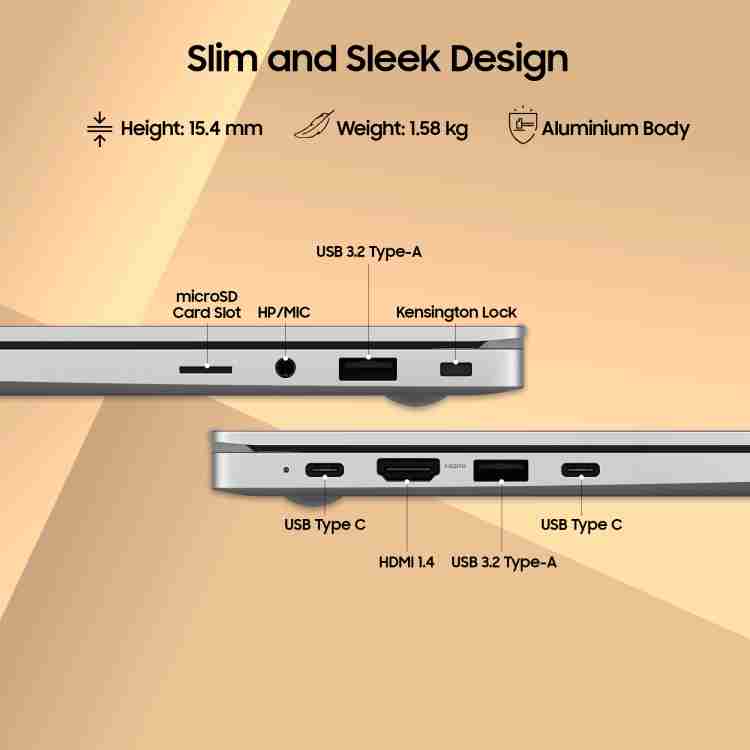 Slim and Sleek Design
Height: 15.4 mm
Weight: 1.58 kg
Aluminium Body
USB 3.2 Type-A
microSD
Card Slot
HP/MIC
Kensington Lock
HDMI
USB Type C
USB Type C
HDMI 1.4
USB 3.2 Type-A